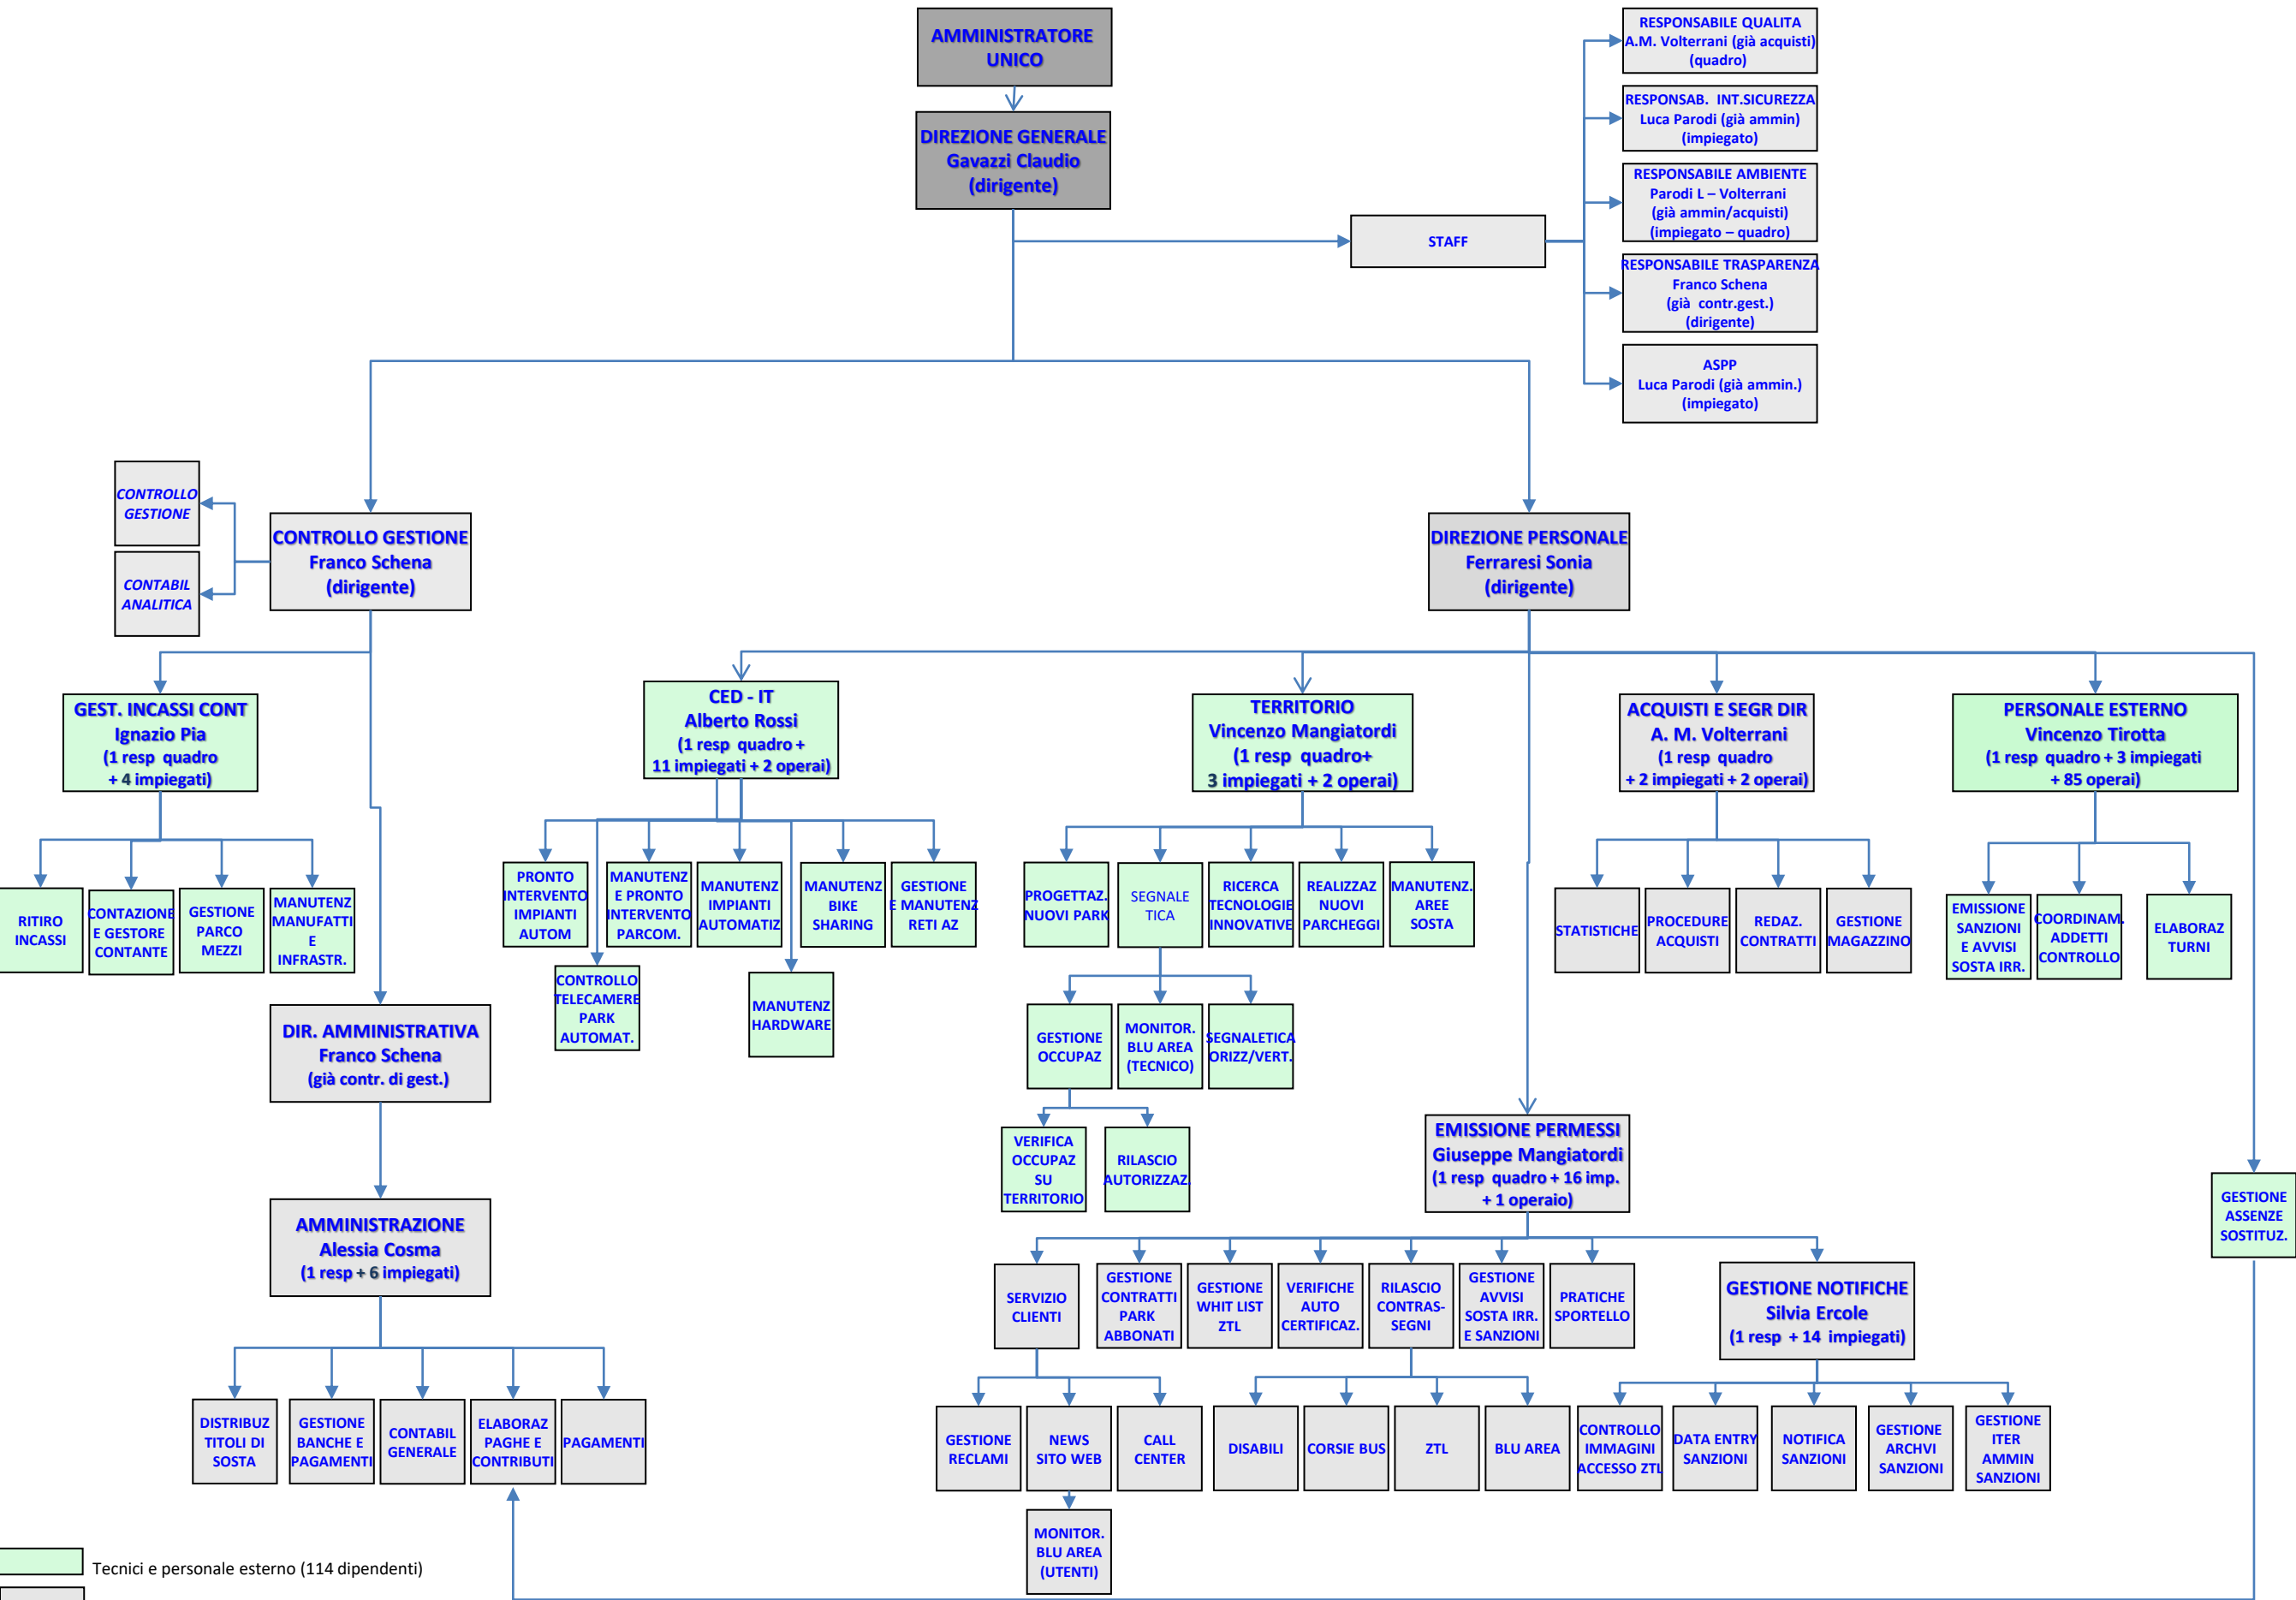 AMMINISTRATORE
UNICO
DIREZIONE GENERALE
Gavazzi Claudio
(dirigente)
STAFF
RESPONSABILE QUALITA
A.M. Volterrani (già acquisti)
(quadro)
RESPONSAB. INT.SICUREZZA
Luca Parodi (già ammin)
(impiegato)
RESPONSABILE AMBIENTE
Parodi L – Volterrani
(già ammin/acquisti)
(impiegato – quadro)
RESPONSABILE TRASPARENZA
Franco Schena
(già contr.gest.)
(dirigente)
ASPP
Luca Parodi (già ammin.)
(impiegato)
CONTROLLO
GESTIONE
CONTABIL
ANALITICA
CONTROLLO GESTIONE
Franco Schena
(dirigente)
DIREZIONE PERSONALE
Ferraresi Sonia
(dirigente)
GEST. INCASSI CONT
Ignazio Pia
(1 resp quadro
+ 4 impiegati)
CED - IT
Alberto Rossi
(1 resp quadro +
11 impiegati + 2 operai)
TERRITORIO
Vincenzo Mangiatordi
(1 resp quadro+
3 impiegati + 2 operai)
ACQUISTI E SEGR DIR
A. M. Volterrani
(1 resp quadro
+ 2 impiegati + 2 operai)
PERSONALE ESTERNO
Vincenzo Tirotta
(1 resp quadro + 3 impiegati
+ 85 operai)
RITIRO
INCASSI
CONTAZIONE
E GESTORE
CONTANTE
GESTIONE
PARCO
MEZZI
MANUTENZ
MANUFATTI
E
INFRASTR.
PRONTO
INTERVENTO
IMPIANTI
AUTOM
MANUTENZ
E PRONTO
INTERVENTO
PARCOM.
MANUTENZ
IMPIANTI
AUTOMATIZ
MANUTENZ
BIKE
SHARING
GESTIONE
E MANUTENZ
RETI AZ
CONTROLLO
TELECAMERE
PARK
AUTOMAT.
MANUTENZ
HARDWARE
PROGETTAZ.
NUOVI PARK
SEGNALE
TICA
RICERCA
TECNOLOGIE
INNOVATIVE
REALIZZAZ
NUOVI
PARCHEGGI
MANUTENZ.
AREE
SOSTA
STATISTICHE
PROCEDURE
ACQUISTI
REDAZ.
CONTRATTI
GESTIONE
MAGAZZINO
EMISSIONE
SANZIONI
E AVVISI
SOSTA IRR.
COORDINAM.
ADDETTI
CONTROLLO
ELABORAZ
TURNI
GESTIONE
OCCUPAZ
MONITOR.
BLU AREA
(TECNICO)
SEGNALETICA
ORIZZ/VERT.
VERIFICA
OCCUPAZ
SU
TERRITORIO
RILASCIO
AUTORIZZAZ.
DIR. AMMINISTRATIVA
Franco Schena
(già contr. di gest.)
EMISSIONE PERMESSI
Giuseppe Mangiatordi
(1 resp quadro + 16 imp.
+ 1 operaio)
GESTIONE
ASSENZE
SOSTITUZ.
AMMINISTRAZIONE
Alessia Cosma
(1 resp + 6 impiegati)
SERVIZIO
CLIENTI
GESTIONE
CONTRATTI
PARK
ABBONATI
GESTIONE
WHIT LIST
ZTL
VERIFICHE
AUTO
CERTIFICAZ.
RILASCIO
CONTRAS-
SEGNI
GESTIONE
AVVISI
SOSTA IRR.
E SANZIONI
PRATICHE
SPORTELLO
GESTIONE NOTIFICHE
Silvia Ercole
(1 resp + 14 impiegati)
DISTRIBUZ
TITOLI DI
SOSTA
GESTIONE
BANCHE E
PAGAMENTI
CONTABIL
GENERALE
ELABORAZ
PAGHE E
CONTRIBUTI
PAGAMENTI
GESTIONE
RECLAMI
NEWS
SITO WEB
CALL
CENTER
DISABILI
CORSIE BUS
ZTL
BLU AREA
CONTROLLO
IMMAGINI
ACCESSO ZTL
DATA ENTRY
SANZIONI
NOTIFICA
SANZIONI
GESTIONE
ARCHVI
SANZIONI
GESTIONE
ITER
AMMIN
SANZIONI
MONITOR.
BLU AREA
(UTENTI)
Tecnici e personale esterno (114 dipendenti)